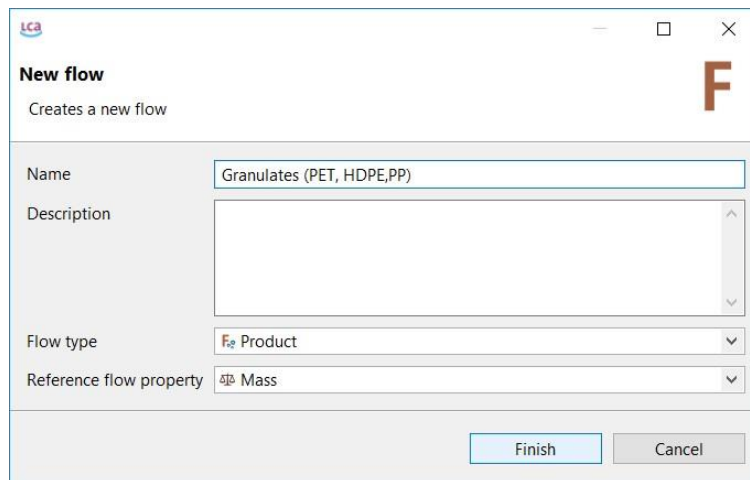 LCA
New flow
Creates a new flow
F
Name
Granulates (PET, HDPE,PP)
Description
Flow type
Product
Reference flow property
Mass
Finish
Cancel